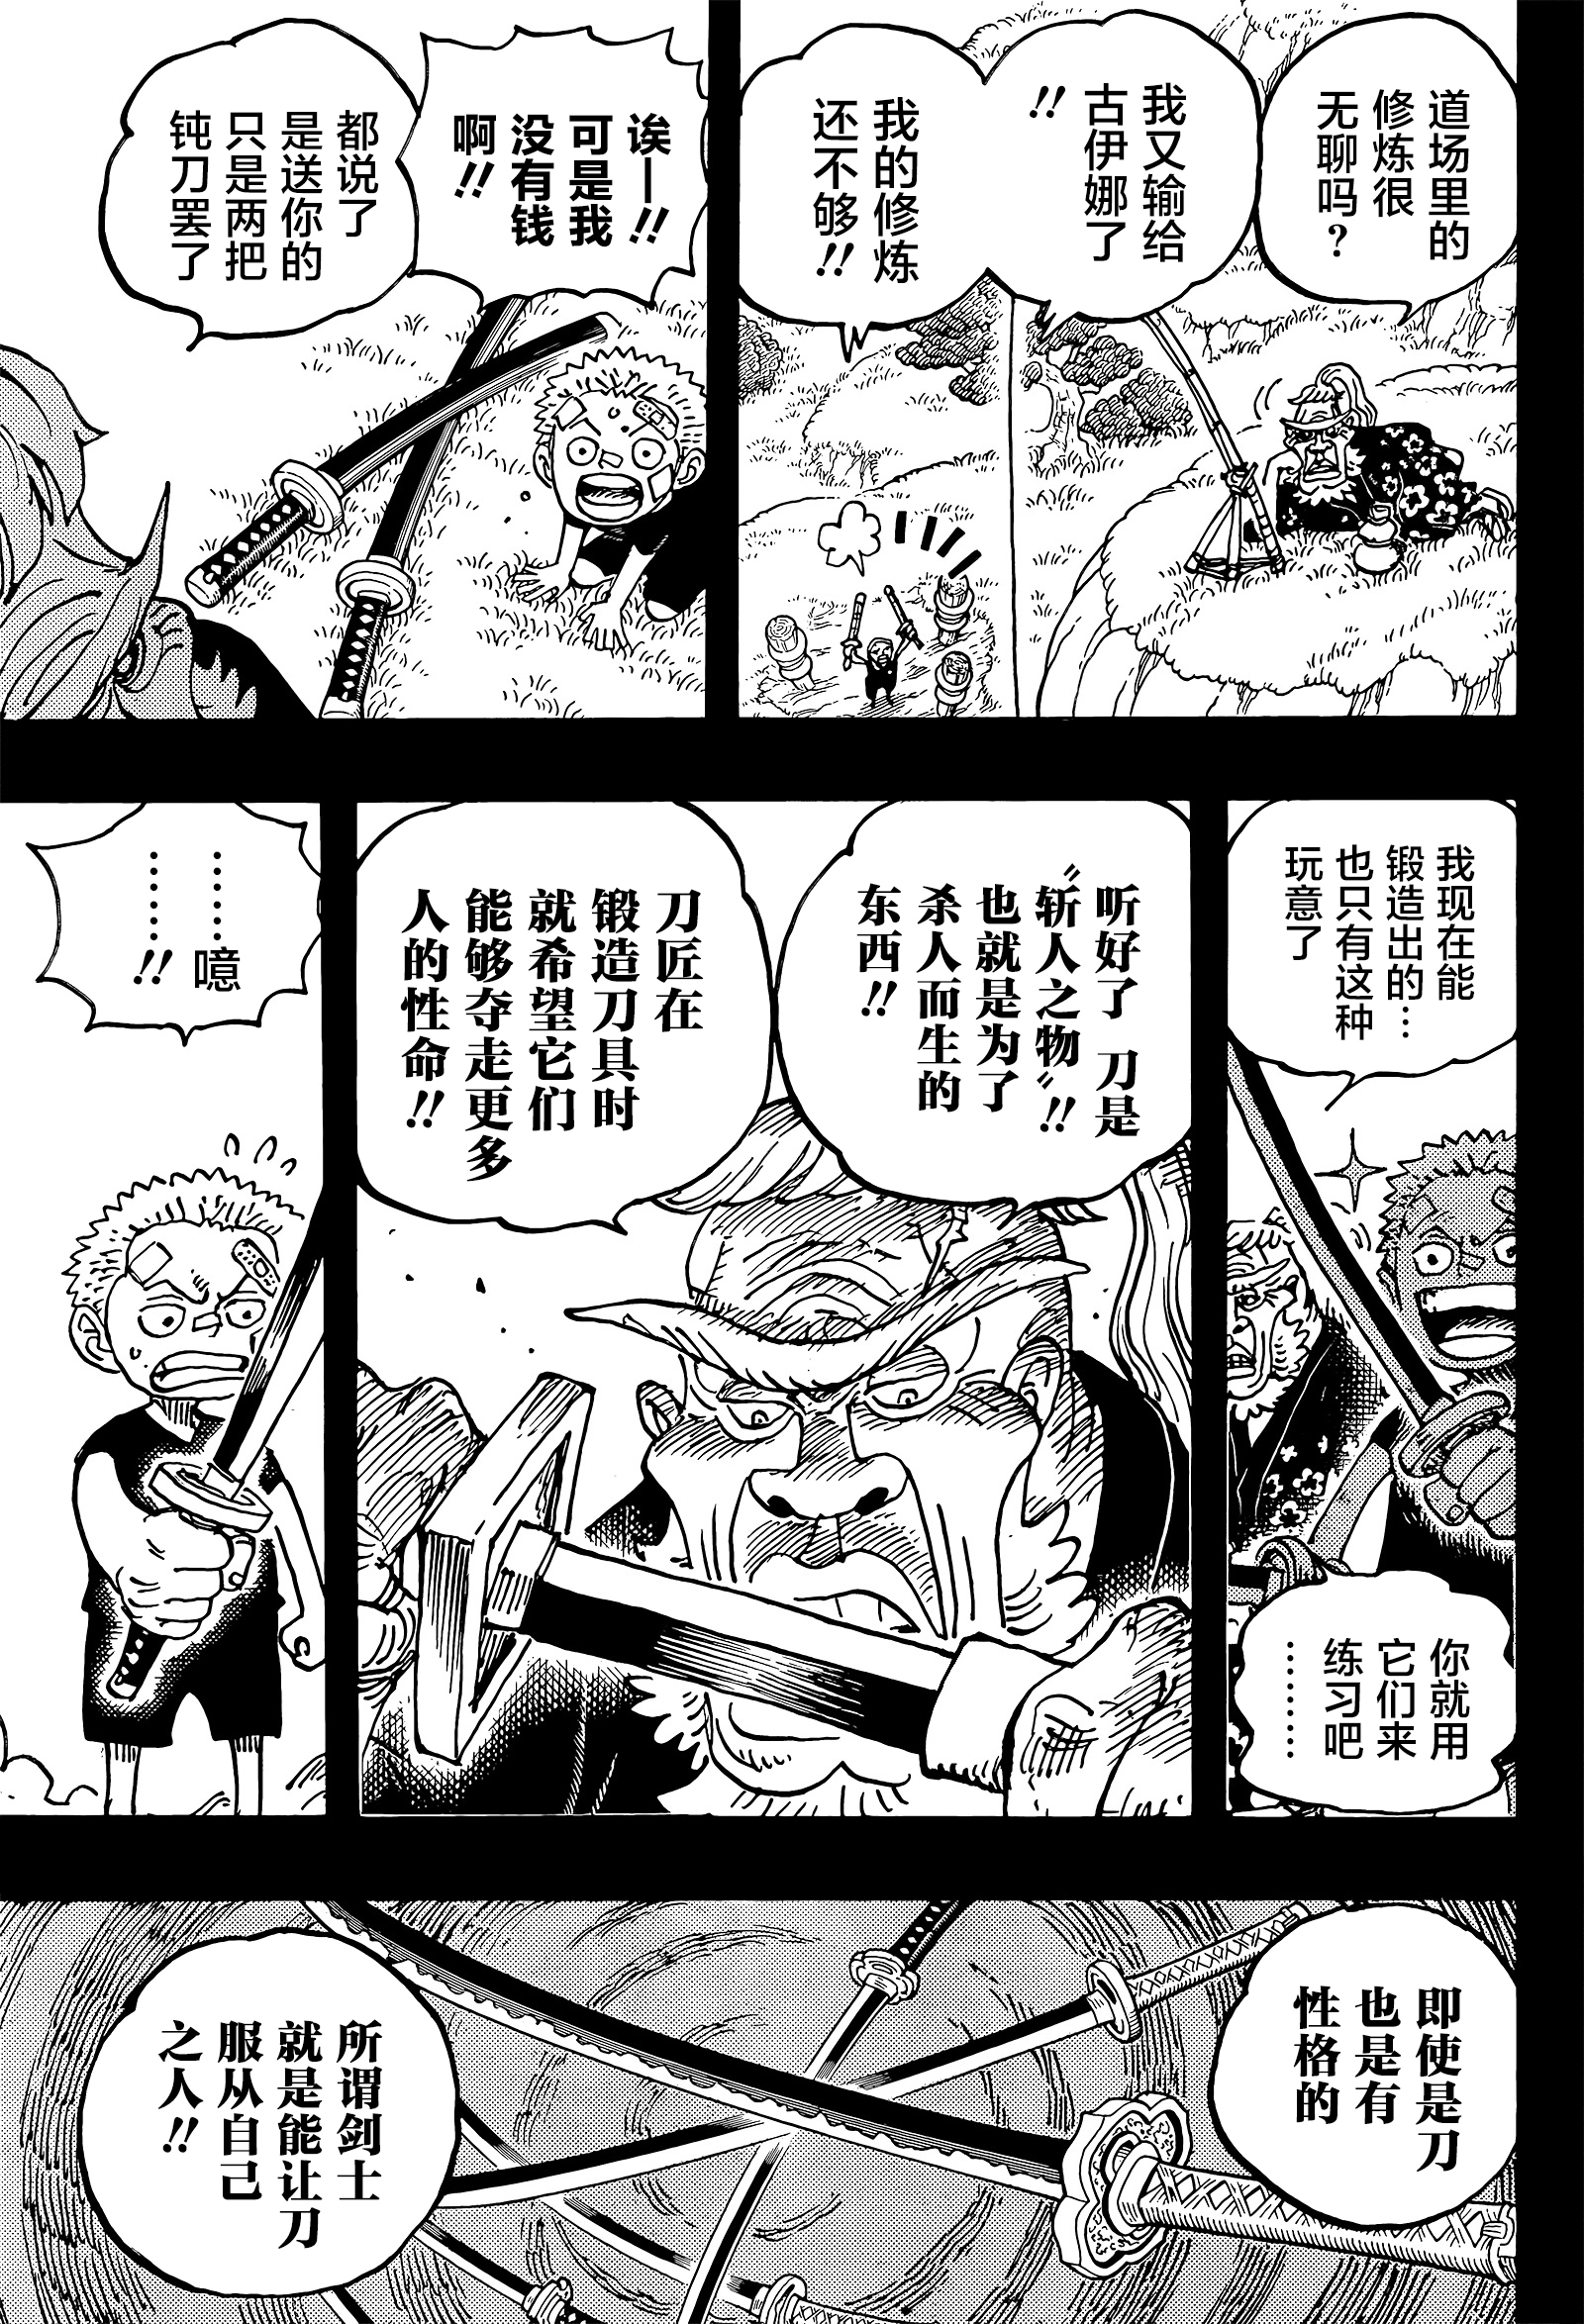 道场里的
修炼很
无聊吗?
我又输给
古伊娜了
!!
我的修炼
还不够!!
诶—!!
可是我
没有钱
啊!!
都说了
是送你的
只是两把
钝刀罢了
我现在能
锻造出的…
也只有这种
玩意了
你就用
它们来
练习吧
………
听好了 刀是
〝斩人之物〞!!
也就是为了
杀人而生的
东西!!
刀匠在
锻造刀具时
就希望它们
能够夺走更多
人的性命!!
……噫
……!!
即使是刀
也是有
性格的
所谓剑士
就是能让刀
服从自己
之人!!